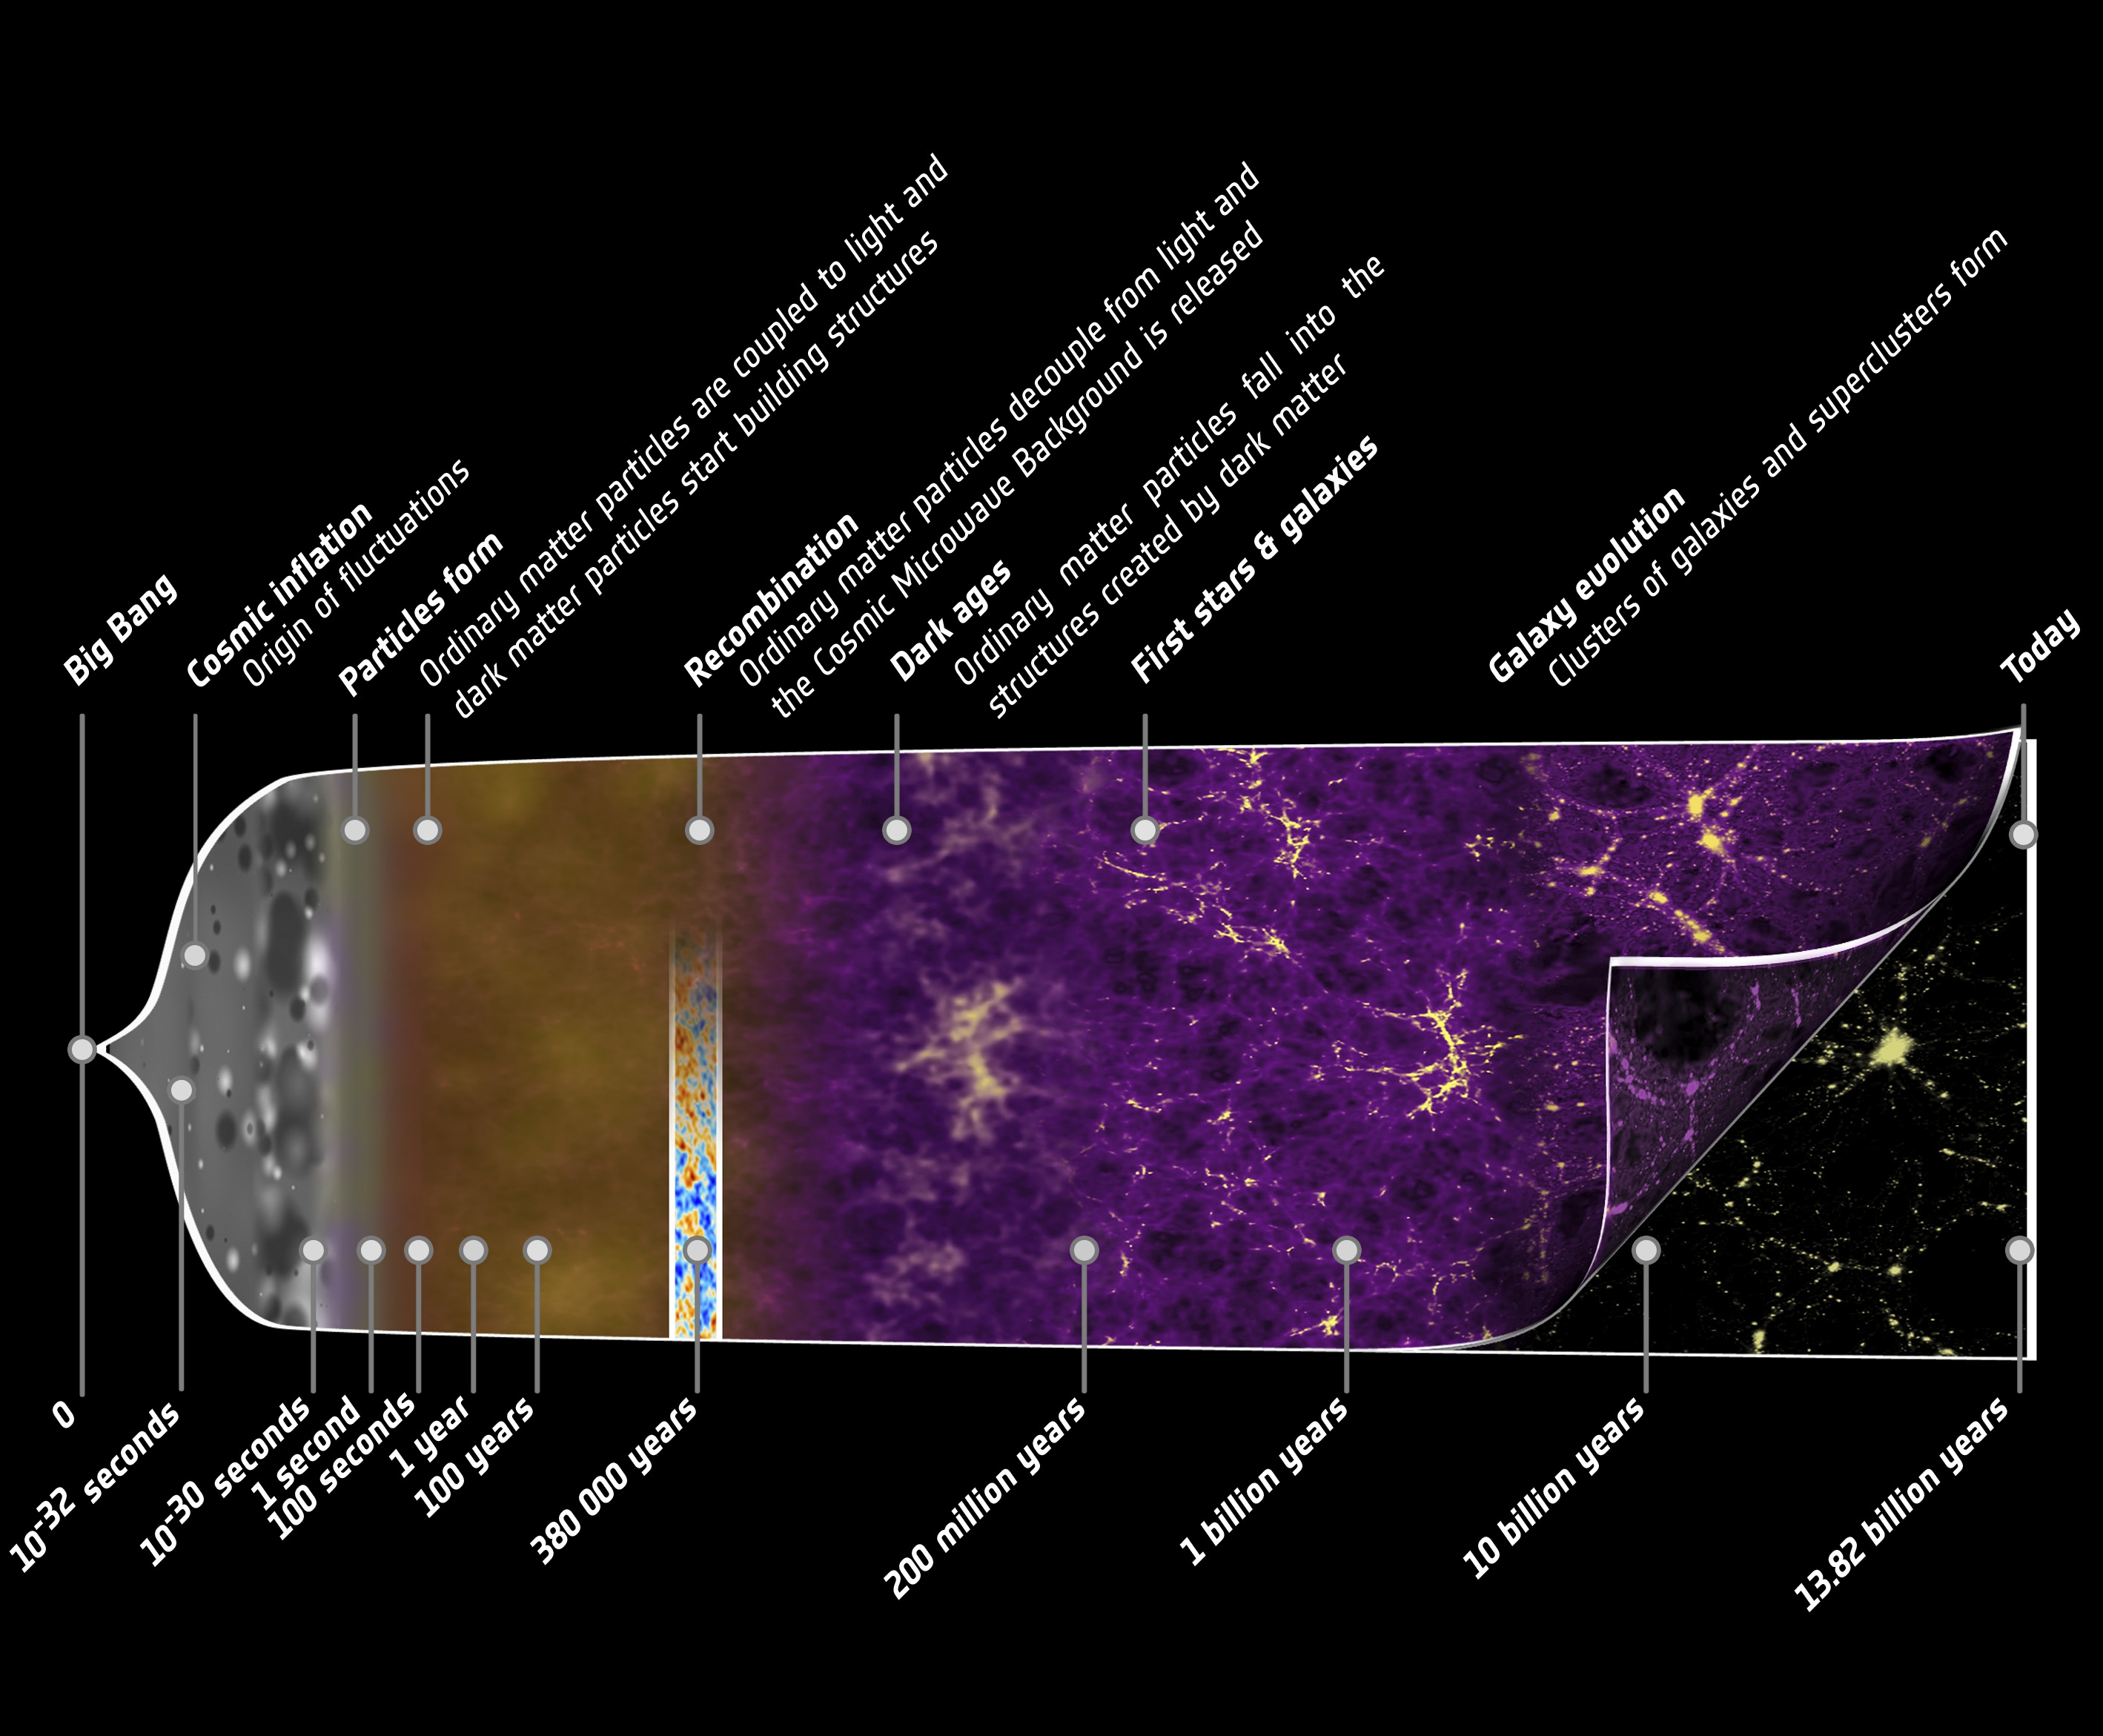 Big Bang
Cosmic inflation
Origin of fluctuations
Particles form
Ordinary matter particles are coupled to light and
dark matter particles start building structures
Recombination
Ordinary matter particles decouple from light and
the Cosmic Microwave Background is released
Dark ages
Ordinary matter particles fall into the
structures created by dark matter
First stars & galaxies
Galaxy evolution
Clusters of galaxies and superclusters form
Today
0
10⁻³² seconds
10⁻³⁰ seconds
1 second
100 seconds
1 year
100 years
380 000 years
200 million years
1 billion years
10 billion years
13.82 billion years